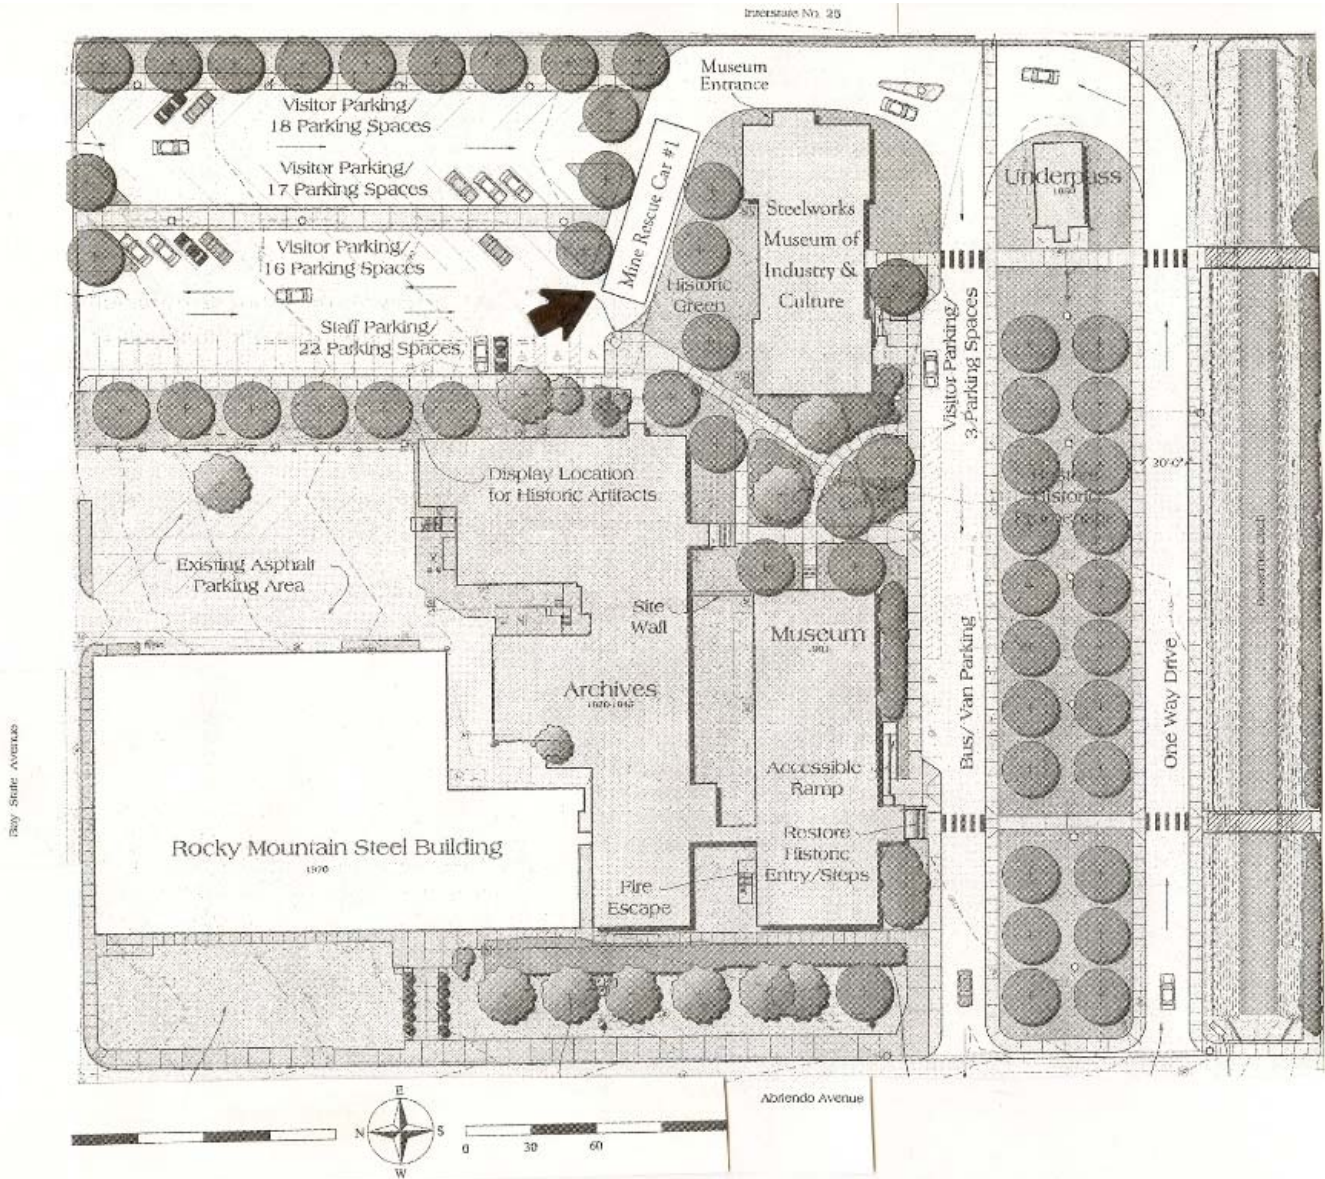 Interstate No. 25
Museum
Entrance
Visitor Parking/
18 Parking Spaces
Mine Rescue Car #1
Visitor Parking/
17 Parking Spaces
Underpass
Steelworks
Museum of
Industry &
Culture
Visitor Parking/
16 Parking Spaces
Historic
Green
Staff Parking/
22 Parking Spaces
Visitor Parking/
3 Parking Spaces
Display Location
for Historic Artifacts
30'0"
Historic
Existing Asphalt
Parking Area
Site
Wall
Museum
Bus/Van Parking
One Way Drive
Archives
Bay State Avenue
Accessible
Ramp
Rocky Mountain Steel Building
1970
Restore
Historic
Entry/Steps
Fire
Escape
Abriendo Avenue
E
N
S
W
0
30
60